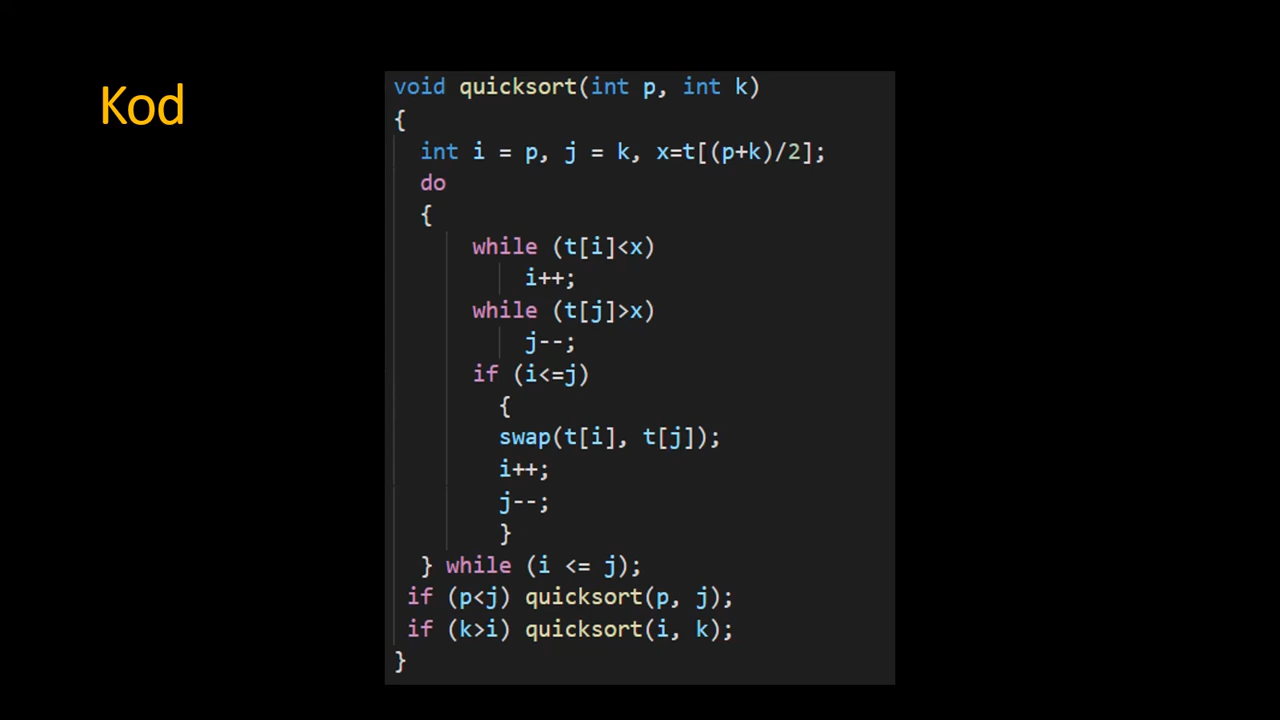 Kod
void quicksort(int p, int k)
{
int i = p, j = k, x=t[(p+k)/2];
do
{
while (t[i]<x)
i++;
while (t[j]>x)
j--;
if (i<=j)
{
swap(t[i], t[j]);
i++;
j--;
}
} while (i <= j);
if (p<j) quicksort(p, j);
if (k>i) quicksort(i, k);
}